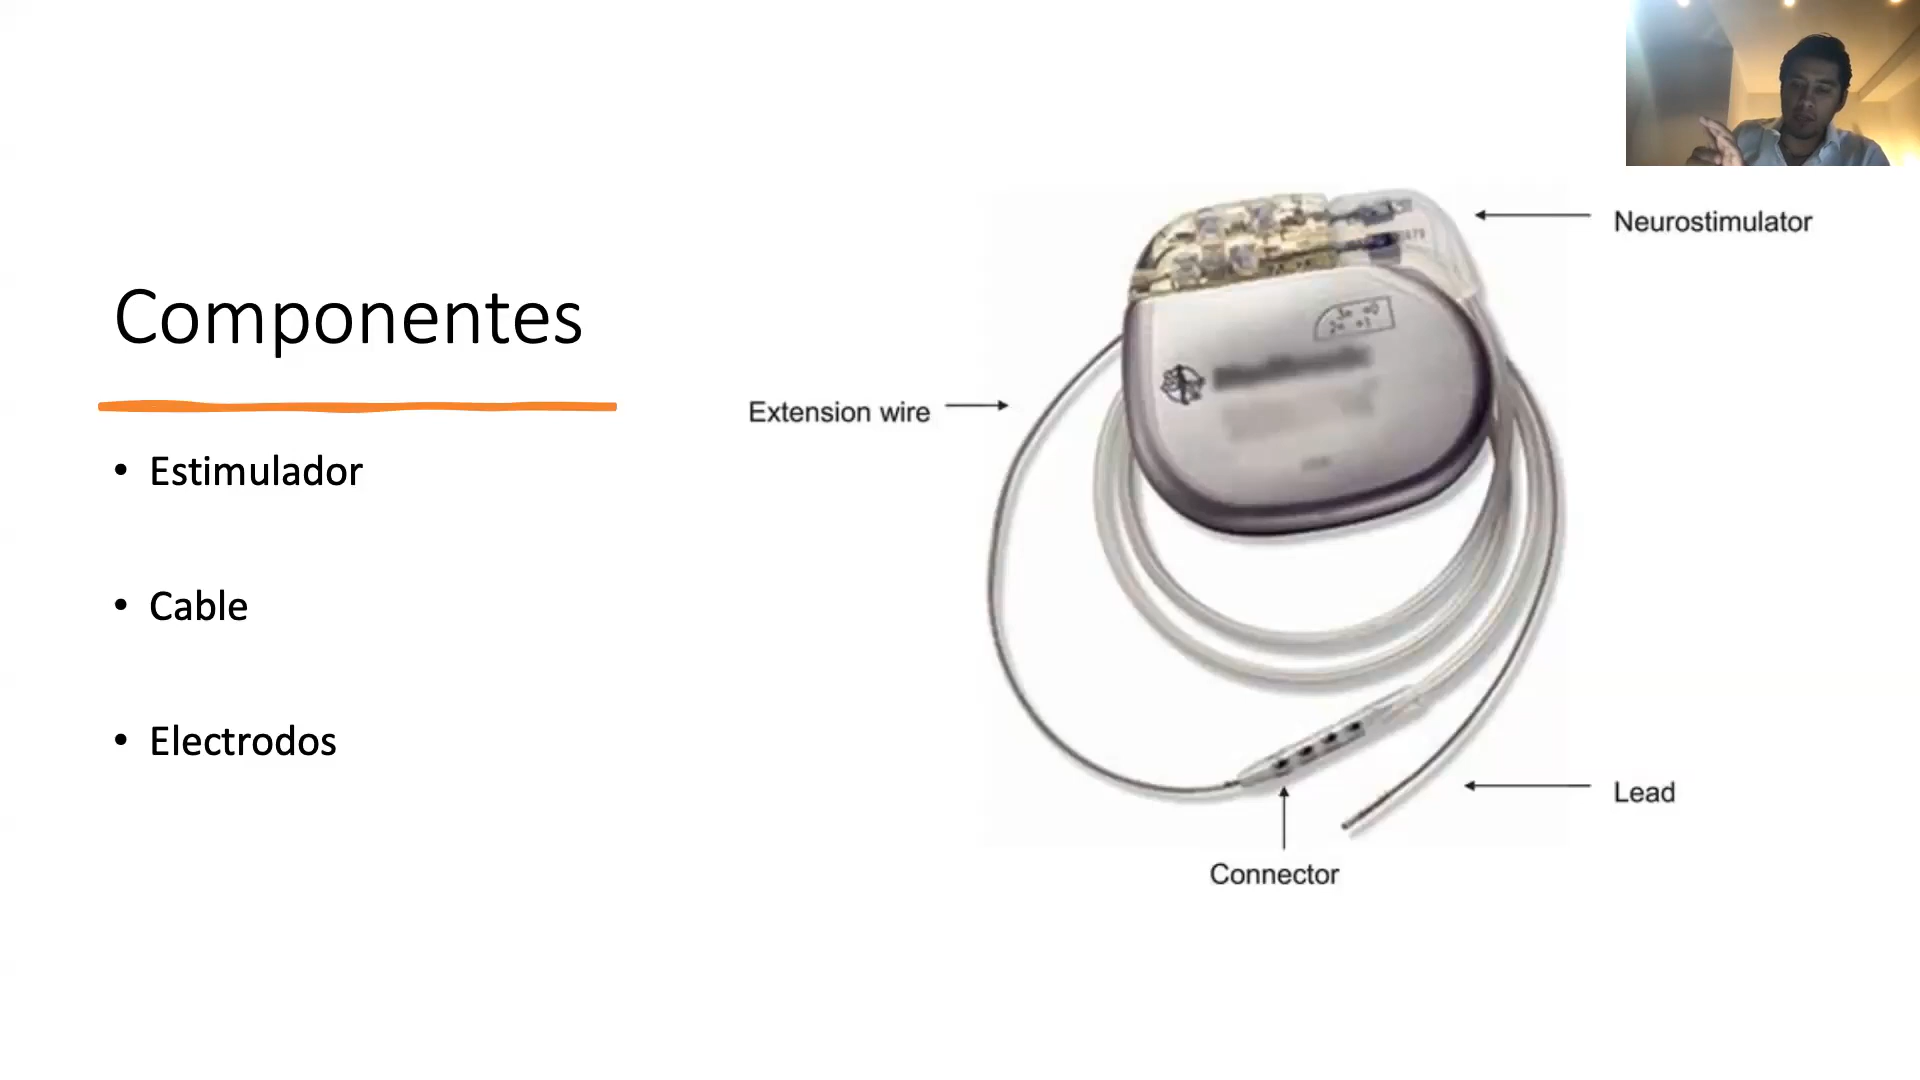 Componentes
• Estimulador
• Cable
• Electrodos
Neurostimulator
Extension wire
Lead
Connector